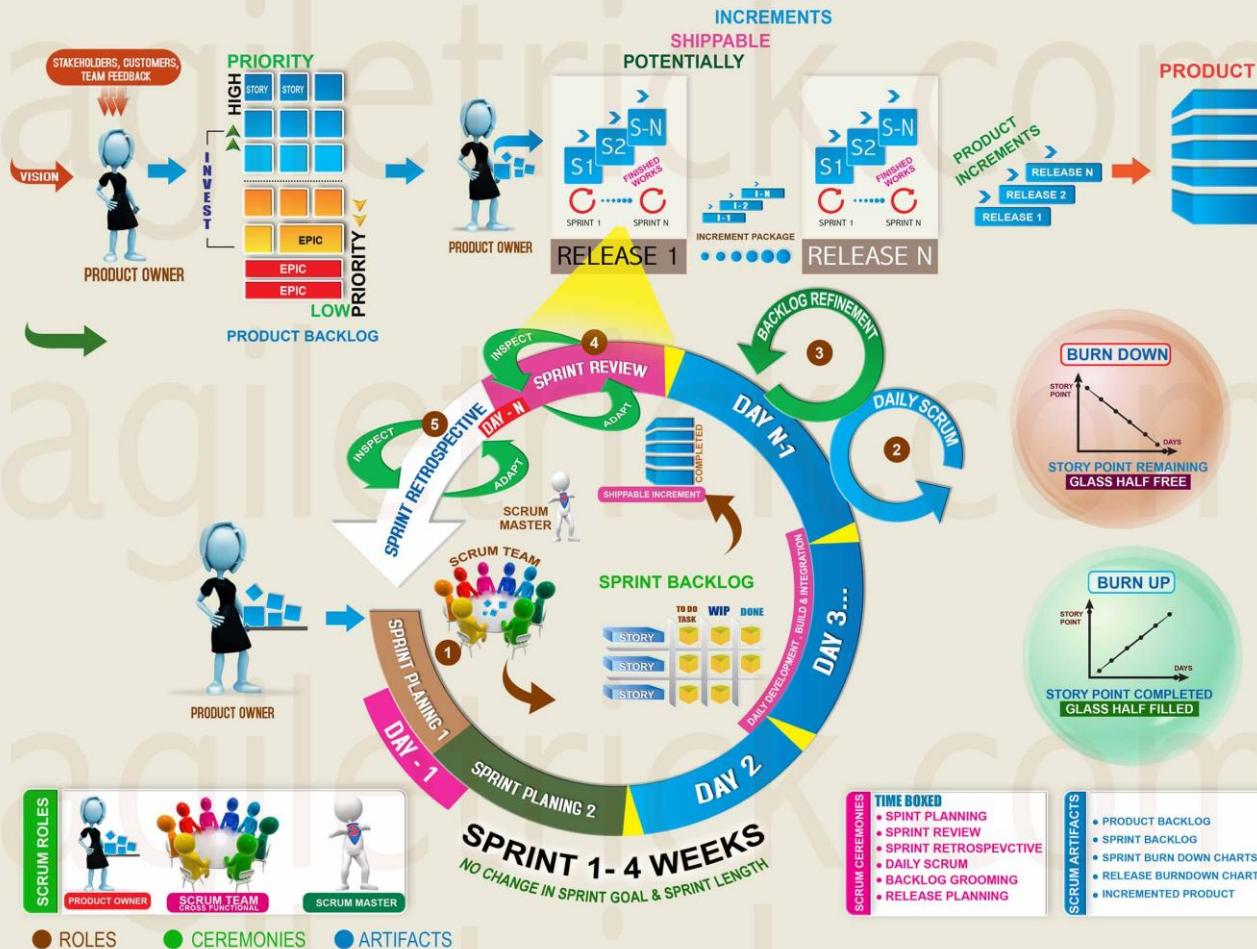 INCREMENTS
SHIPPABLE
POTENTIALLY
STAKEHOLDERS, CUSTOMERS,
TEAM FEEDBACK
VISION
PRODUCT OWNER
INVEST
PRIORITY
HIGH
STORY STORY
EPIC
EPIC
EPIC
LOW
PRIORITY
PRODUCT BACKLOG
PRODUCT OWNER
S1
S2
S-N
FINISHED
WORKS
SPRINT 1
SPRINT N
RELEASE 1
I-1
I-2
I-N
INCREMENT PACKAGE
S1
S2
S-N
FINISHED
WORKS
SPRINT 1
SPRINT N
RELEASE N
PRODUCT
INCREMENTS
RELEASE N
RELEASE 2
RELEASE 1
PRODUCT
BACKLOG REFINEMENT
3
DAILY SCRUM
2
INSPECT
4
SPRINT REVIEW
ADAPT
DAY - N
5
INSPECT
SPRINT RETROSPECTIVE
ADAPT
DAY N-1
COMPLETED
SHIPPABLE INCREMENT
SCRUM
MASTER
SCRUM TEAM
1
SPRINT BACKLOG
TO DO
TASK
WIP
DONE
STORY
STORY
STORY
DAILY DEVELOPMENT, BUILD & INTEGRATION
DAY 3...
DAY 2
SPRINT PLANING 1
DAY - 1
SPRINT PLANING 2
PRODUCT OWNER
SPRINT 1- 4 WEEKS
NO CHANGE IN SPRINT GOAL & SPRINT LENGTH
BURN DOWN
STORY
POINT
DAYS
STORY POINT REMAINING
GLASS HALF FREE
BURN UP
STORY
POINT
DAYS
STORY POINT COMPLETED
GLASS HALF FILLED
SCRUM ROLES
PRODUCT OWNER
SCRUM TEAM
CROSS FUNCTIONAL
SCRUM MASTER
SCRUM CEREMONIES
TIME BOXED
• SPINT PLANNING
• SPRINT REVIEW
• SPRINT RETROSPEVCTIVE
• DAILY SCRUM
• BACKLOG GROOMING
• RELEASE PLANNING
SCRUM ARTIFACTS
• PRODUCT BACKLOG
• SPRINT BACKLOG
• SPRINT BURN DOWN CHARTS
• RELEASE BURNDOWN CHART
• INCREMENTED PRODUCT
ROLES
CEREMONIES
ARTIFACTS
agiletrick.com
agiletrick.com
agiletrick.com
agiletrick.com